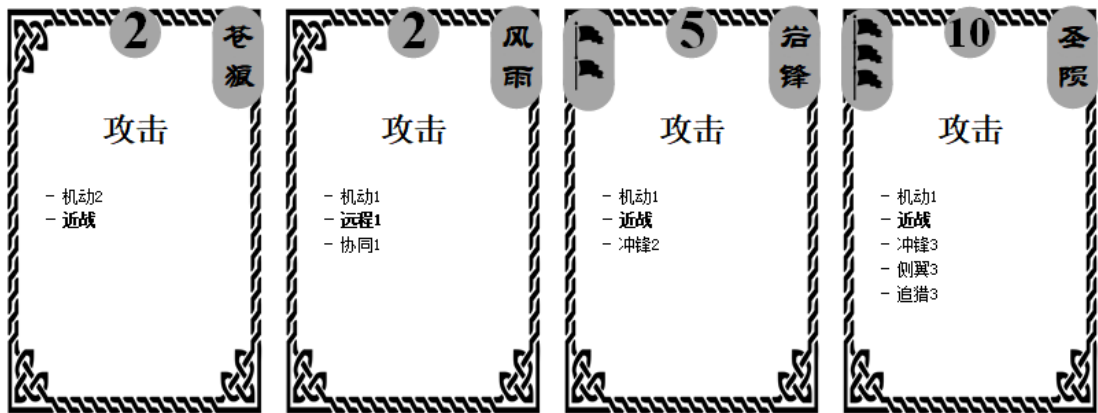 2
苍
狼
攻击
- 机动2
- 近战
2
风
雨
攻击
- 机动1
- 远程1
- 协同1
5
岩
锋
攻击
- 机动1
- 近战
- 冲锋2
10
圣
陨
攻击
- 机动1
- 近战
- 冲锋3
- 侧翼3
- 追猎3